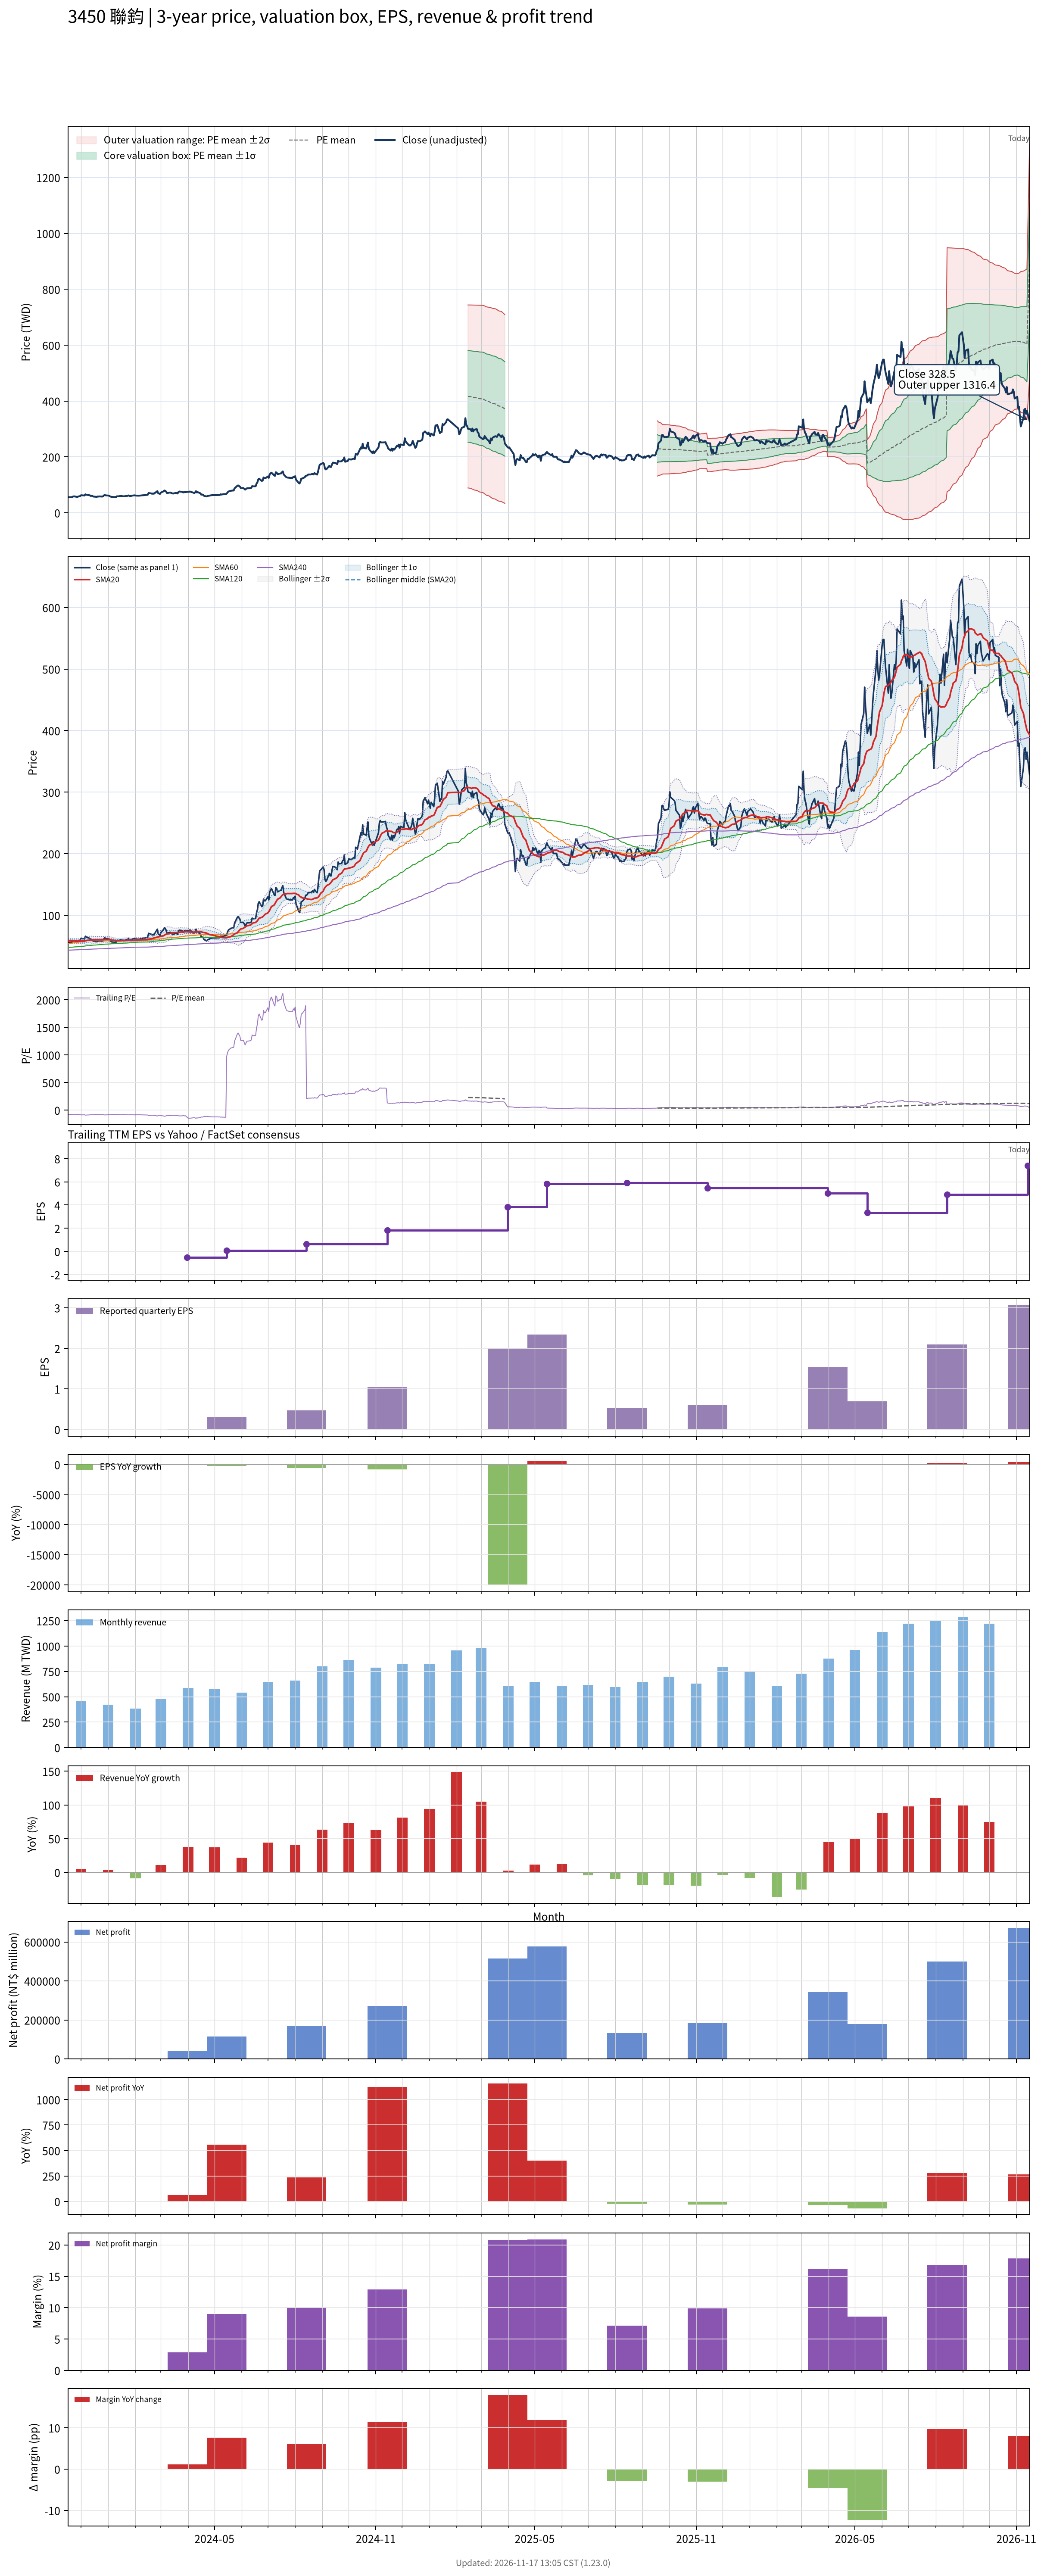 3450 聯鈞 | 3-year price, valuation box, EPS, revenue & profit trend
Outer valuation range: PE mean ±2σ
PE mean
Close (unadjusted)
Core valuation box: PE mean ±1σ
Today
Price (TWD)
1200
1000
800
600
400
200
0
Close 328.5
Outer upper 1316.4
Close (same as panel 1)
SMA20
SMA60
SMA120
SMA240
Bollinger ±2σ
Bollinger ±1σ
Bollinger middle (SMA20)
Price
600
500
400
300
200
100
Trailing P/E
P/E mean
P/E
2000
1500
1000
500
0
Trailing TTM EPS vs Yahoo / FactSet consensus
Today
EPS
8
6
4
2
0
-2
Reported quarterly EPS
EPS
3
2
1
0
EPS YoY growth
YoY (%)
0
-5000
-10000
-15000
-20000
Monthly revenue
Revenue (M TWD)
1250
1000
750
500
250
0
Revenue YoY growth
YoY (%)
150
100
50
0
Month
Net profit
Net profit (NT$ million)
600000
400000
200000
0
Net profit YoY
YoY (%)
1000
750
500
250
0
Net profit margin
Margin (%)
20
15
10
5
0
Margin YoY change
Δ margin (pp)
10
0
-10
2024-05
2024-11
2025-05
2025-11
2026-05
2026-11
Updated: 2026-11-17 13:05 CST (1.23.0)